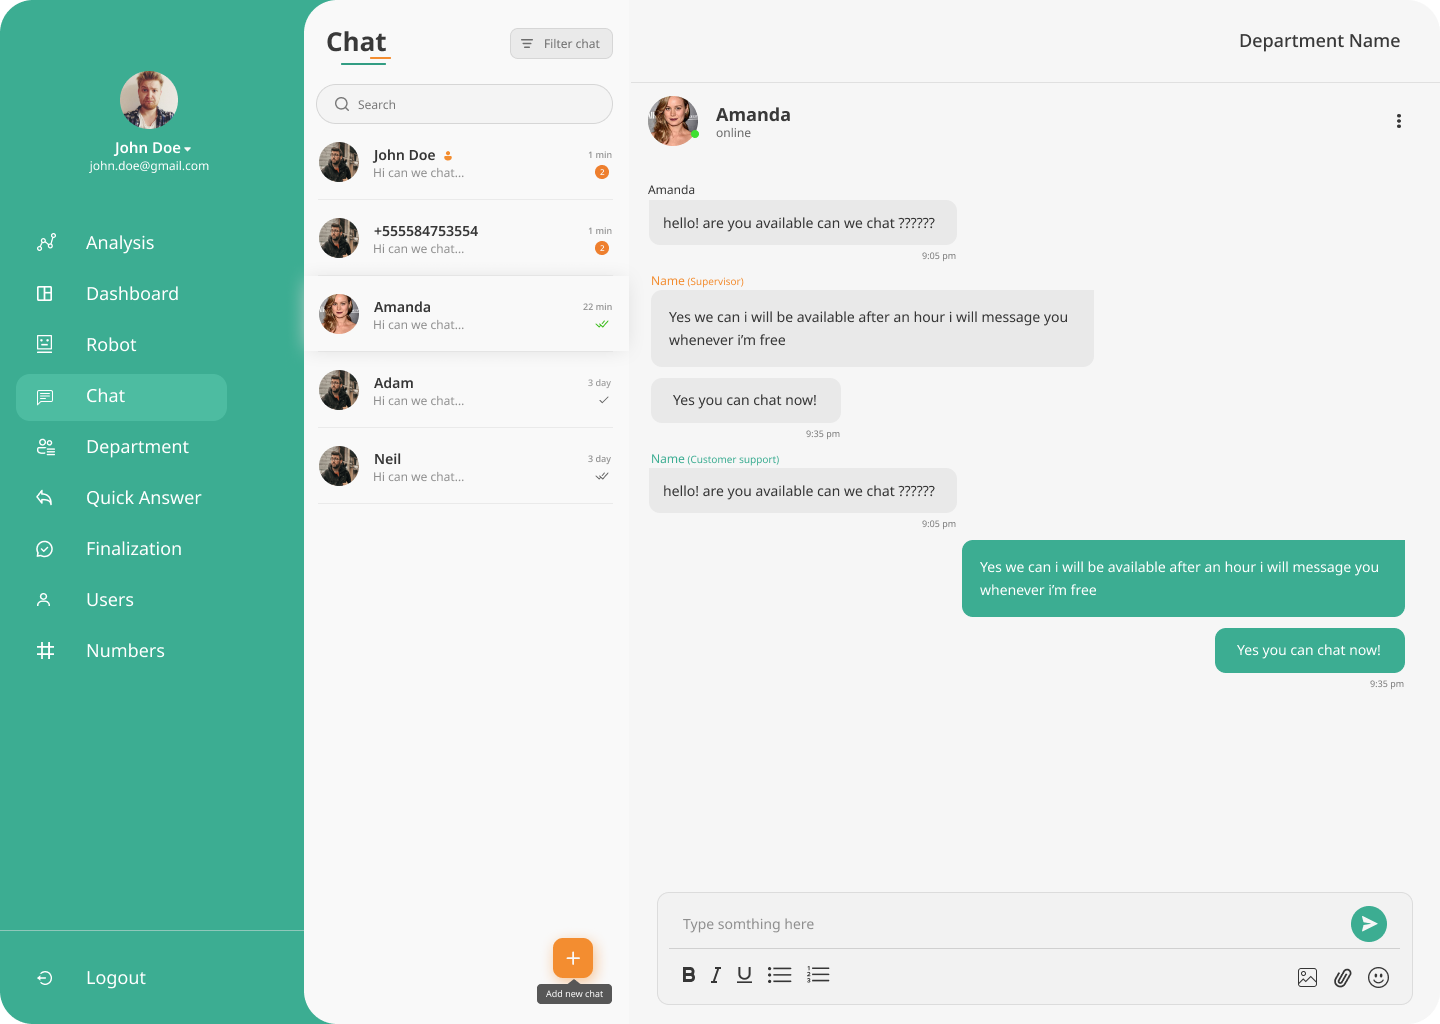 John Doe
john.doe@gmail.com
Analysis
Dashboard
Robot
Chat
Department
Quick Answer
Finalization
Users
Numbers
Logout
Chat
Filter chat
Search
John Doe
1 min
Hi can we chat...
2
+555584753554
1 min
Hi can we chat...
2
Amanda
22 min
Hi can we chat...
Adam
3 day
Hi can we chat...
Neil
3 day
Hi can we chat...
Add new chat
Department Name
Amanda
online
Amanda
hello! are you available can we chat ??????
9:05 pm
Name (Supervisor)
Yes we can i will be available after an hour i will message you
whenever i’m free
Yes you can chat now!
9:35 pm
Name (Customer support)
hello! are you available can we chat ??????
9:05 pm
Yes we can i will be available after an hour i will message you
whenever i’m free
Yes you can chat now!
9:35 pm
Type somthing here
B I U